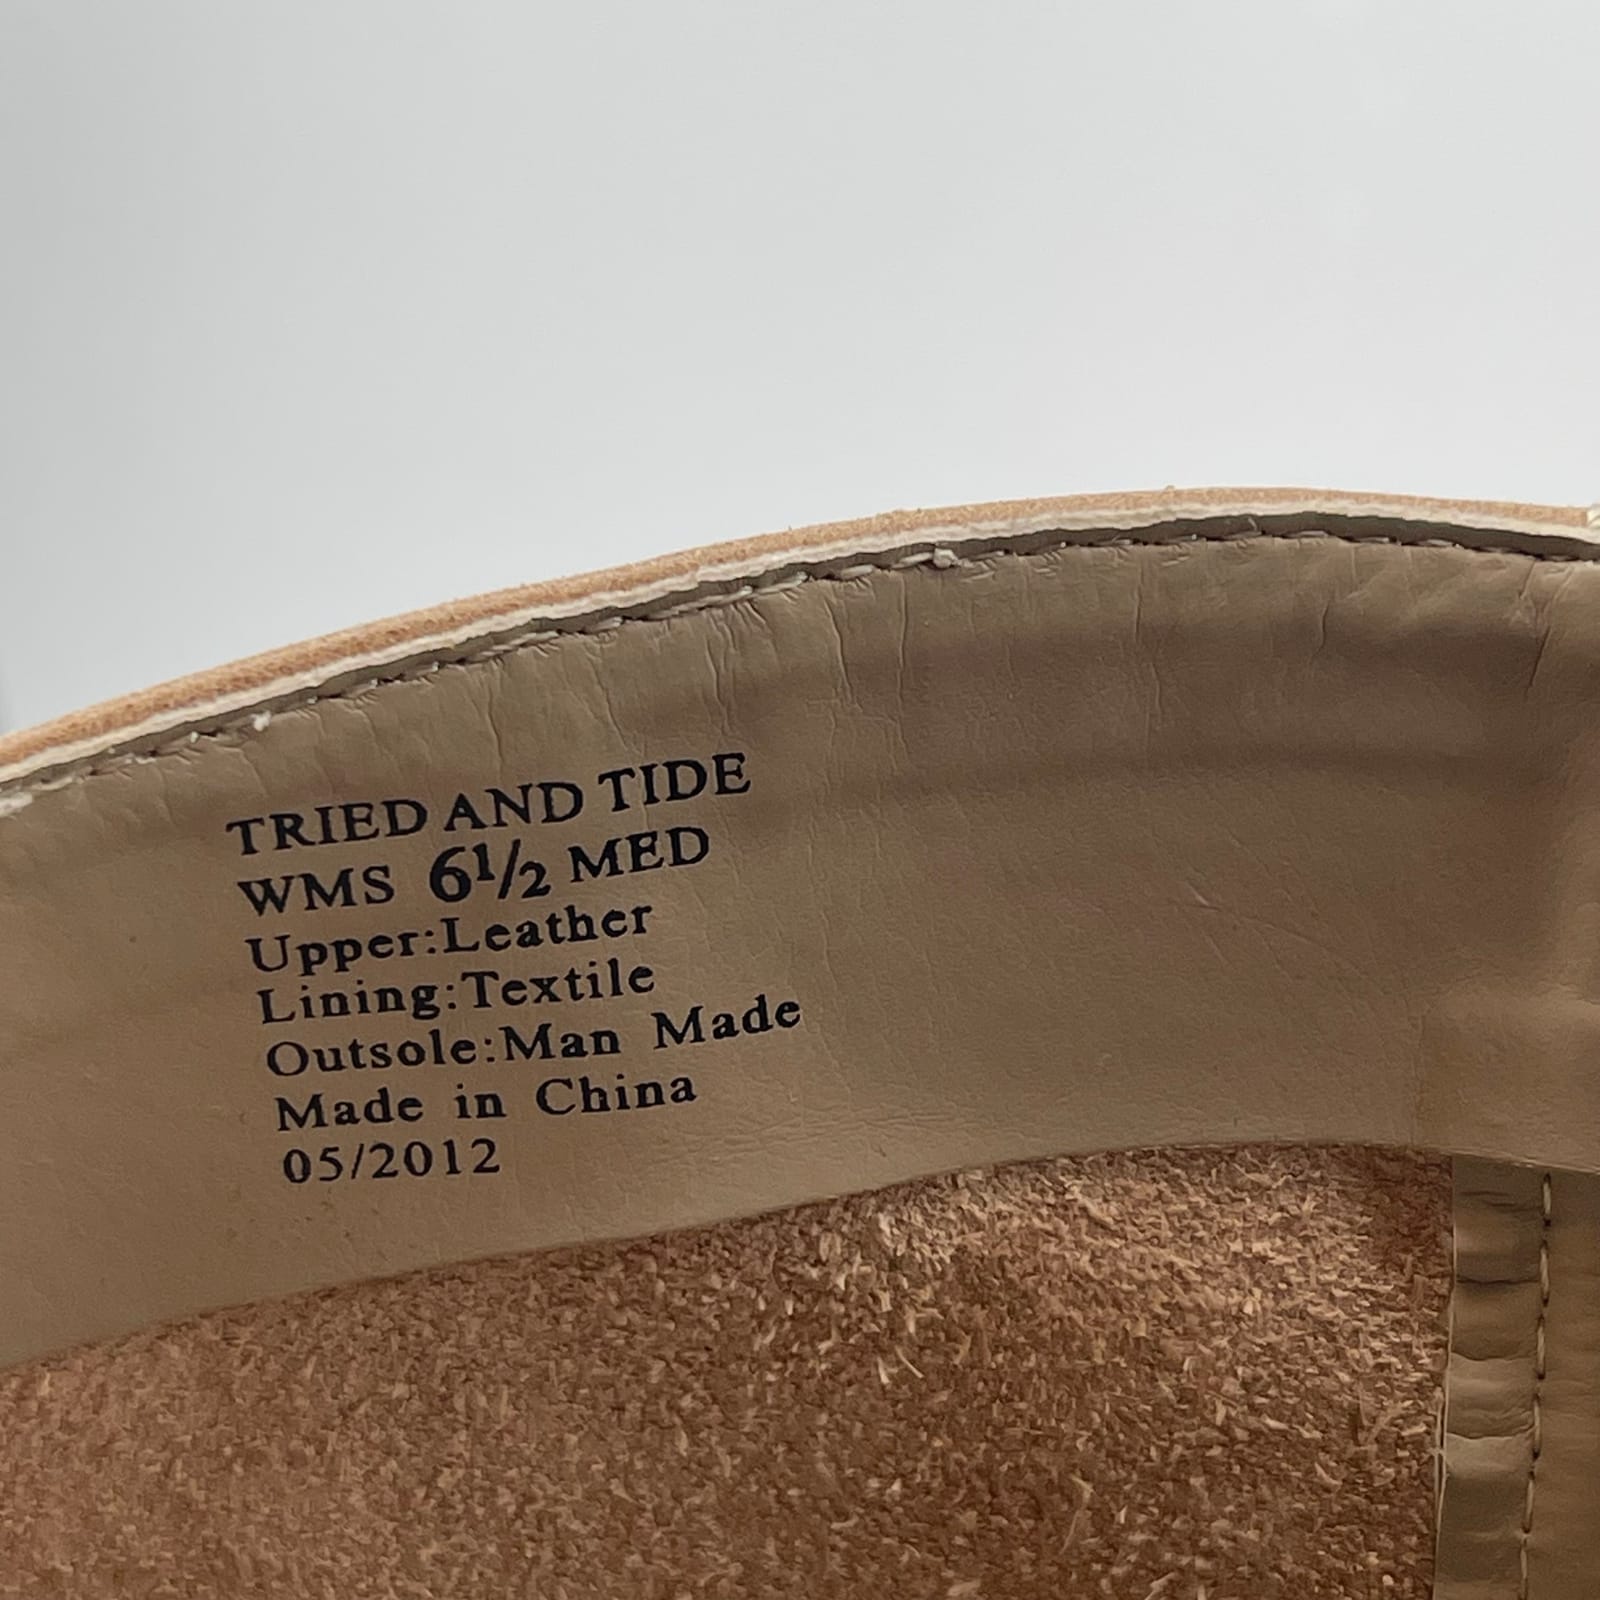 TRIED AND TIDE
WMS 6½ MED
Upper:Leather
Lining:Textile
Outsole:Man Made
Made in China
05/2012